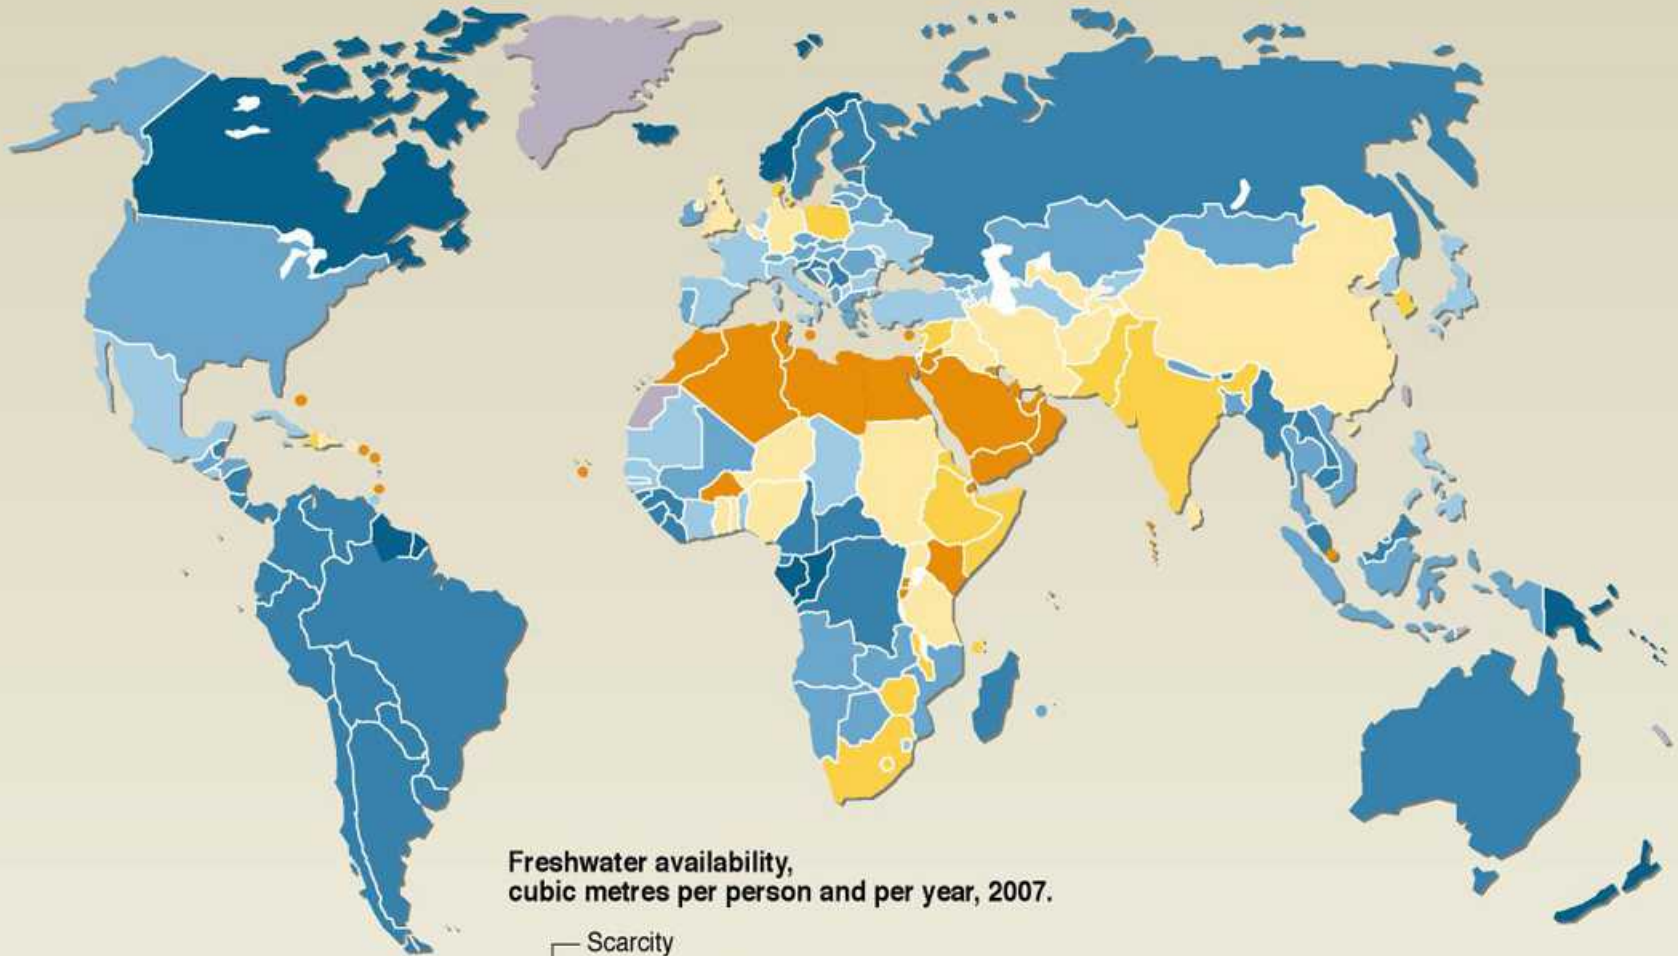 Freshwater availability,
cubic metres per person and per year, 2007.
Scarcity